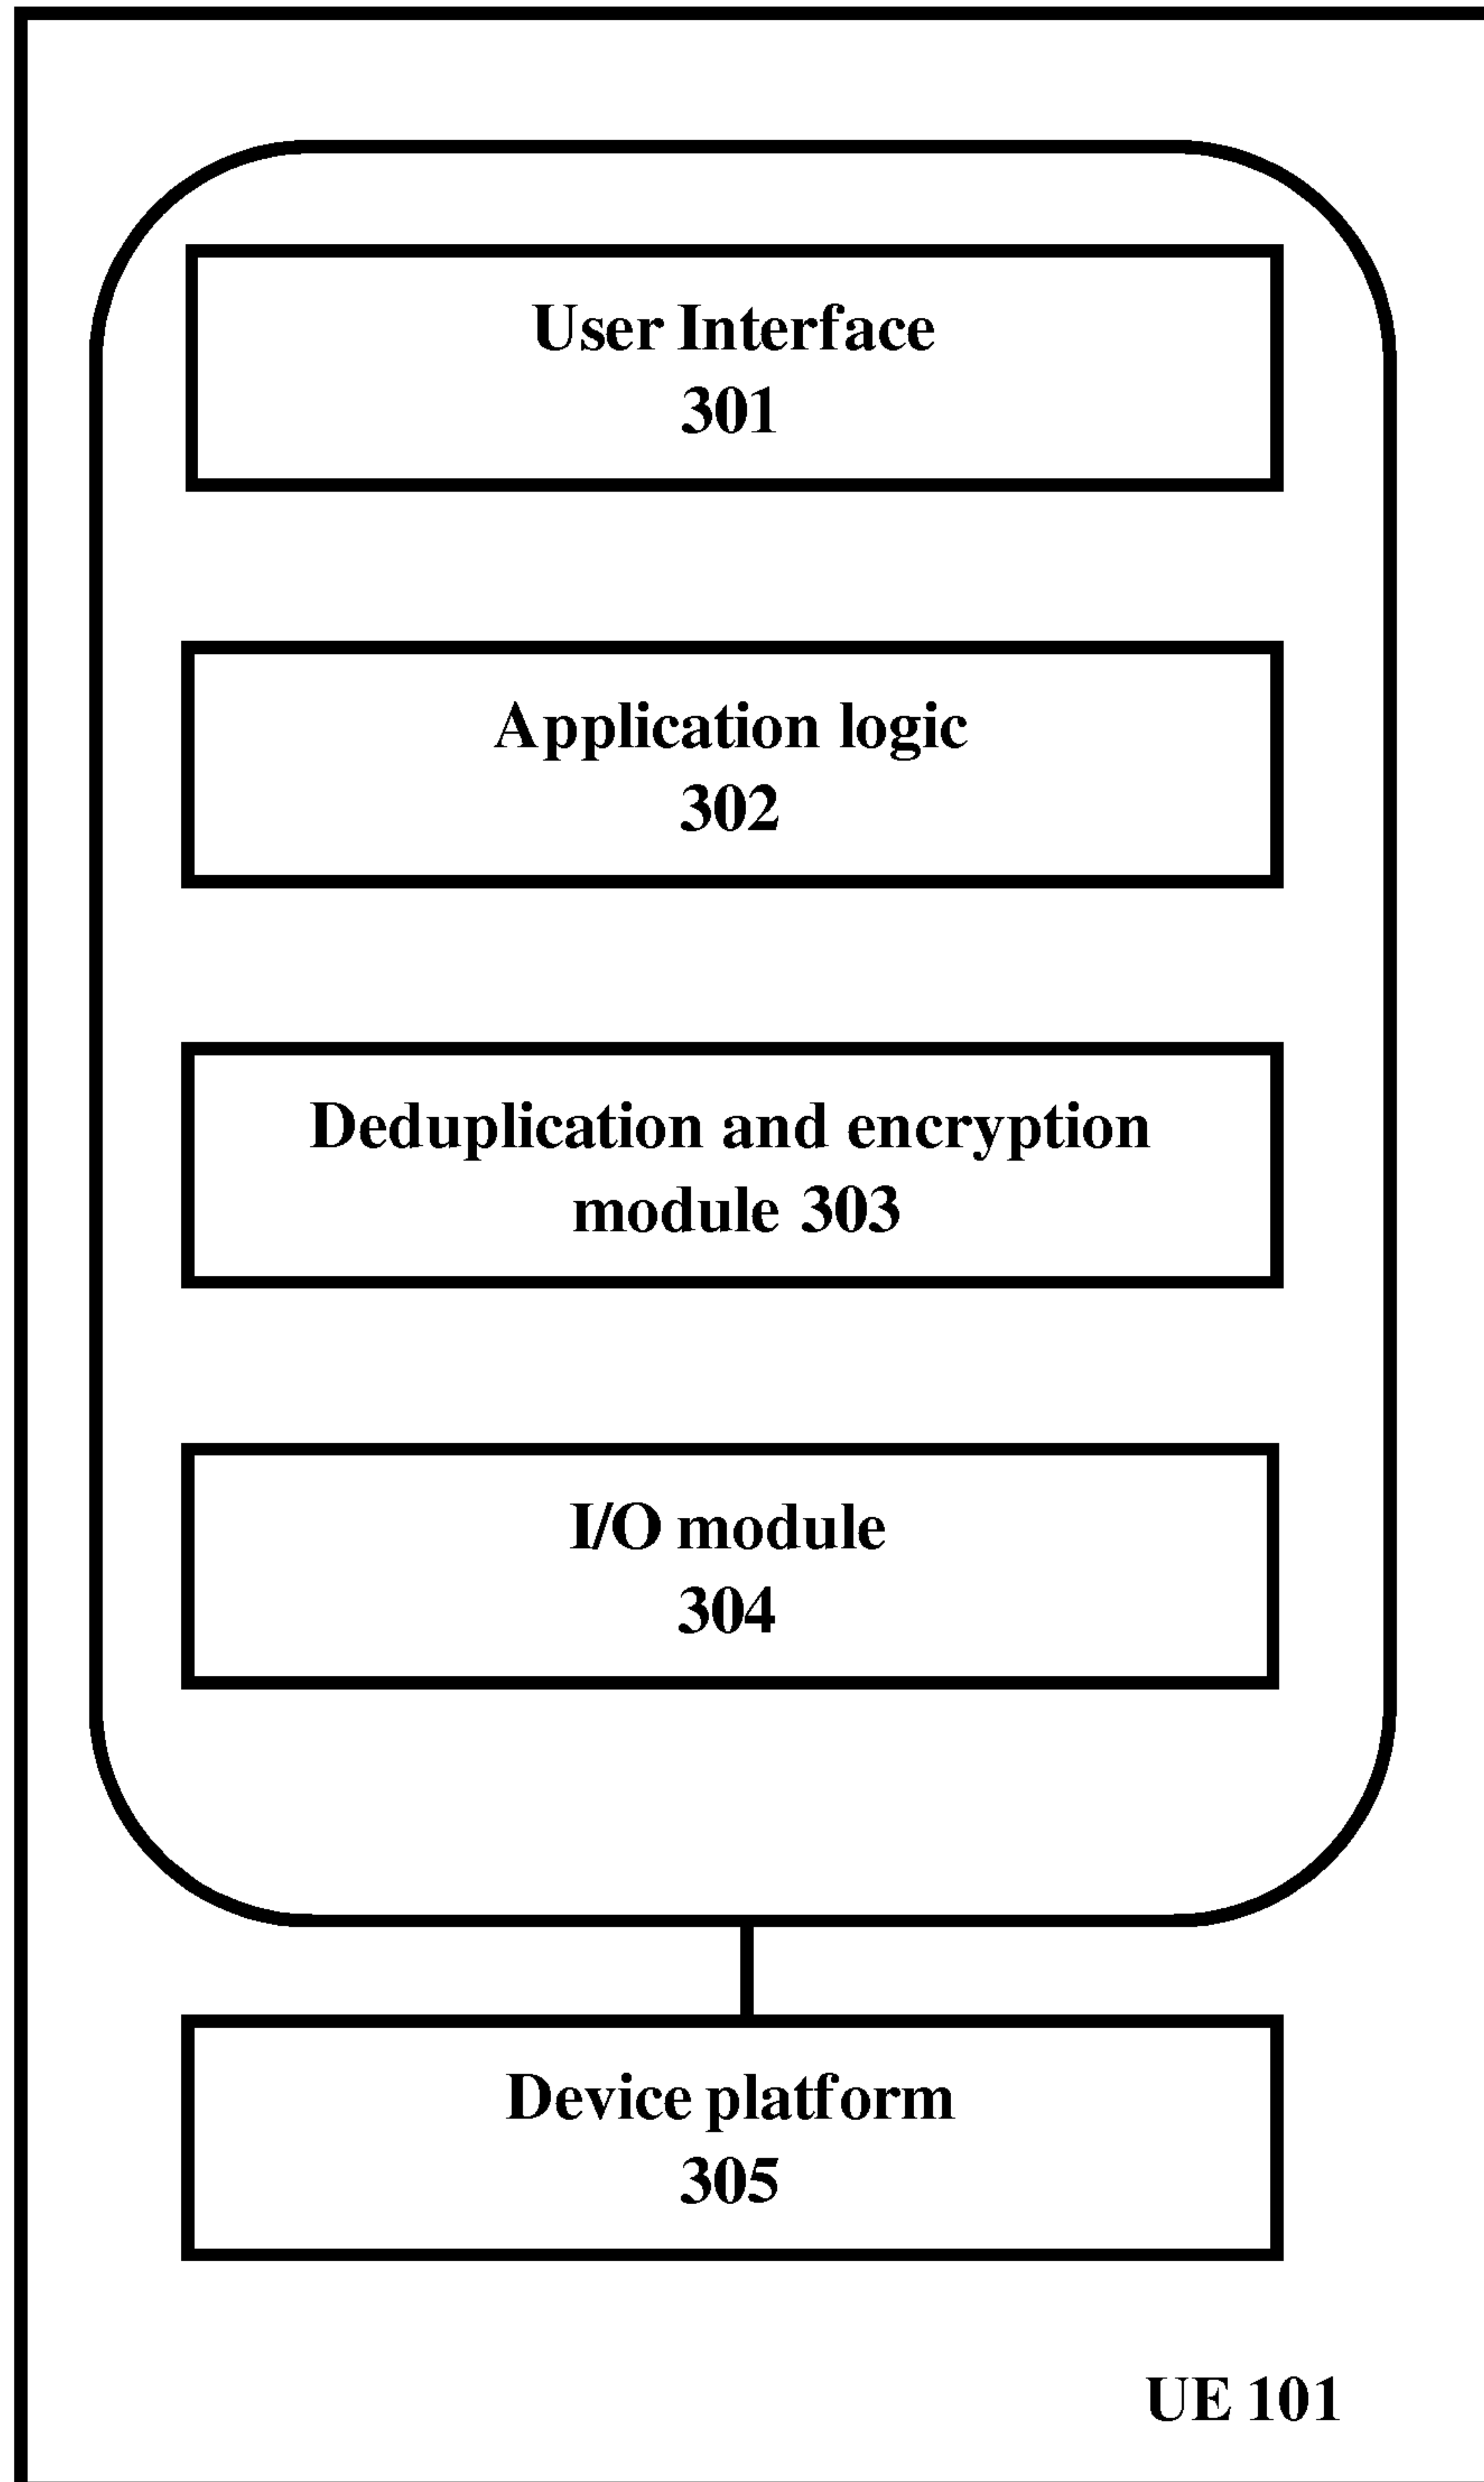 User Interface
301
Application logic
302
Deduplication and encryption
module 303
I/O module
304
Device platform
305
UE 101